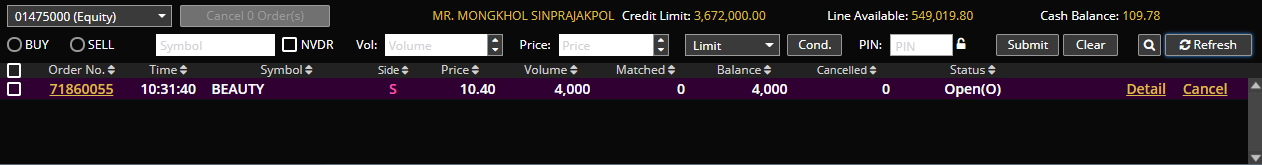 01475000 (Equity) Cancel 0 Order(s) MR. MONGKHOL SINPRAJAKPOL Credit Limit: 3,672,000.00 Line Available: 549,019.80 Cash Balance: 109.78
BUY SELL Symbol NVDR Vol: Volume Price: Price Limit Cond. PIN: PIN Submit Clear Refresh
Order No. Time Symbol Side Price Volume Matched Balance Cancelled Status
71860055 10:31:40 BEAUTY S 10.40 4,000 0 4,000 0 Open(O) Detail Cancel